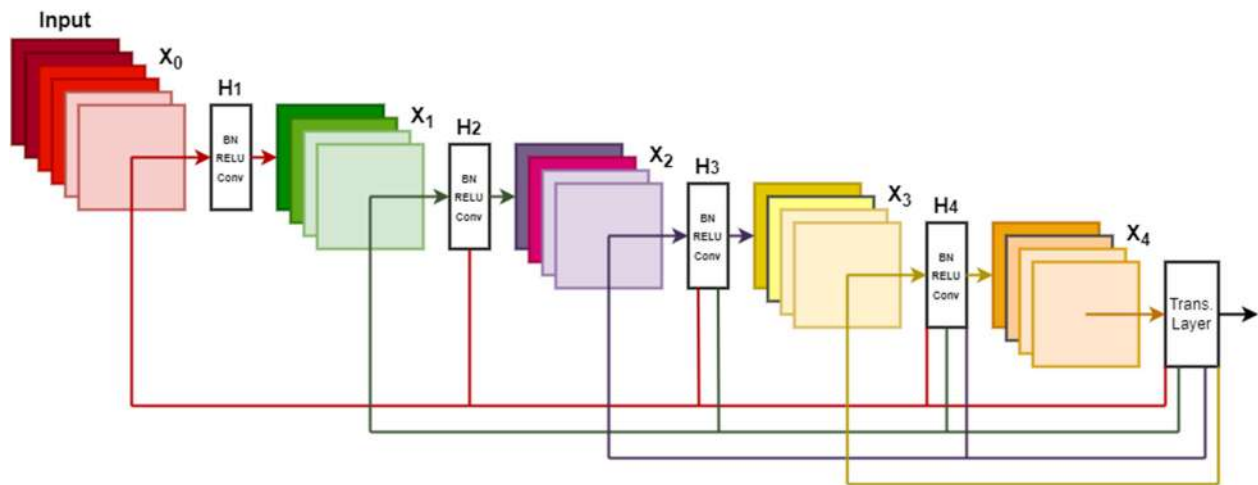 Input
X0
H1
BN
RELU
Conv
X1
H2
BN
RELU
Conv
X2
H3
BN
RELU
Conv
X3
H4
BN
RELU
Conv
X4
Trans.
Layer